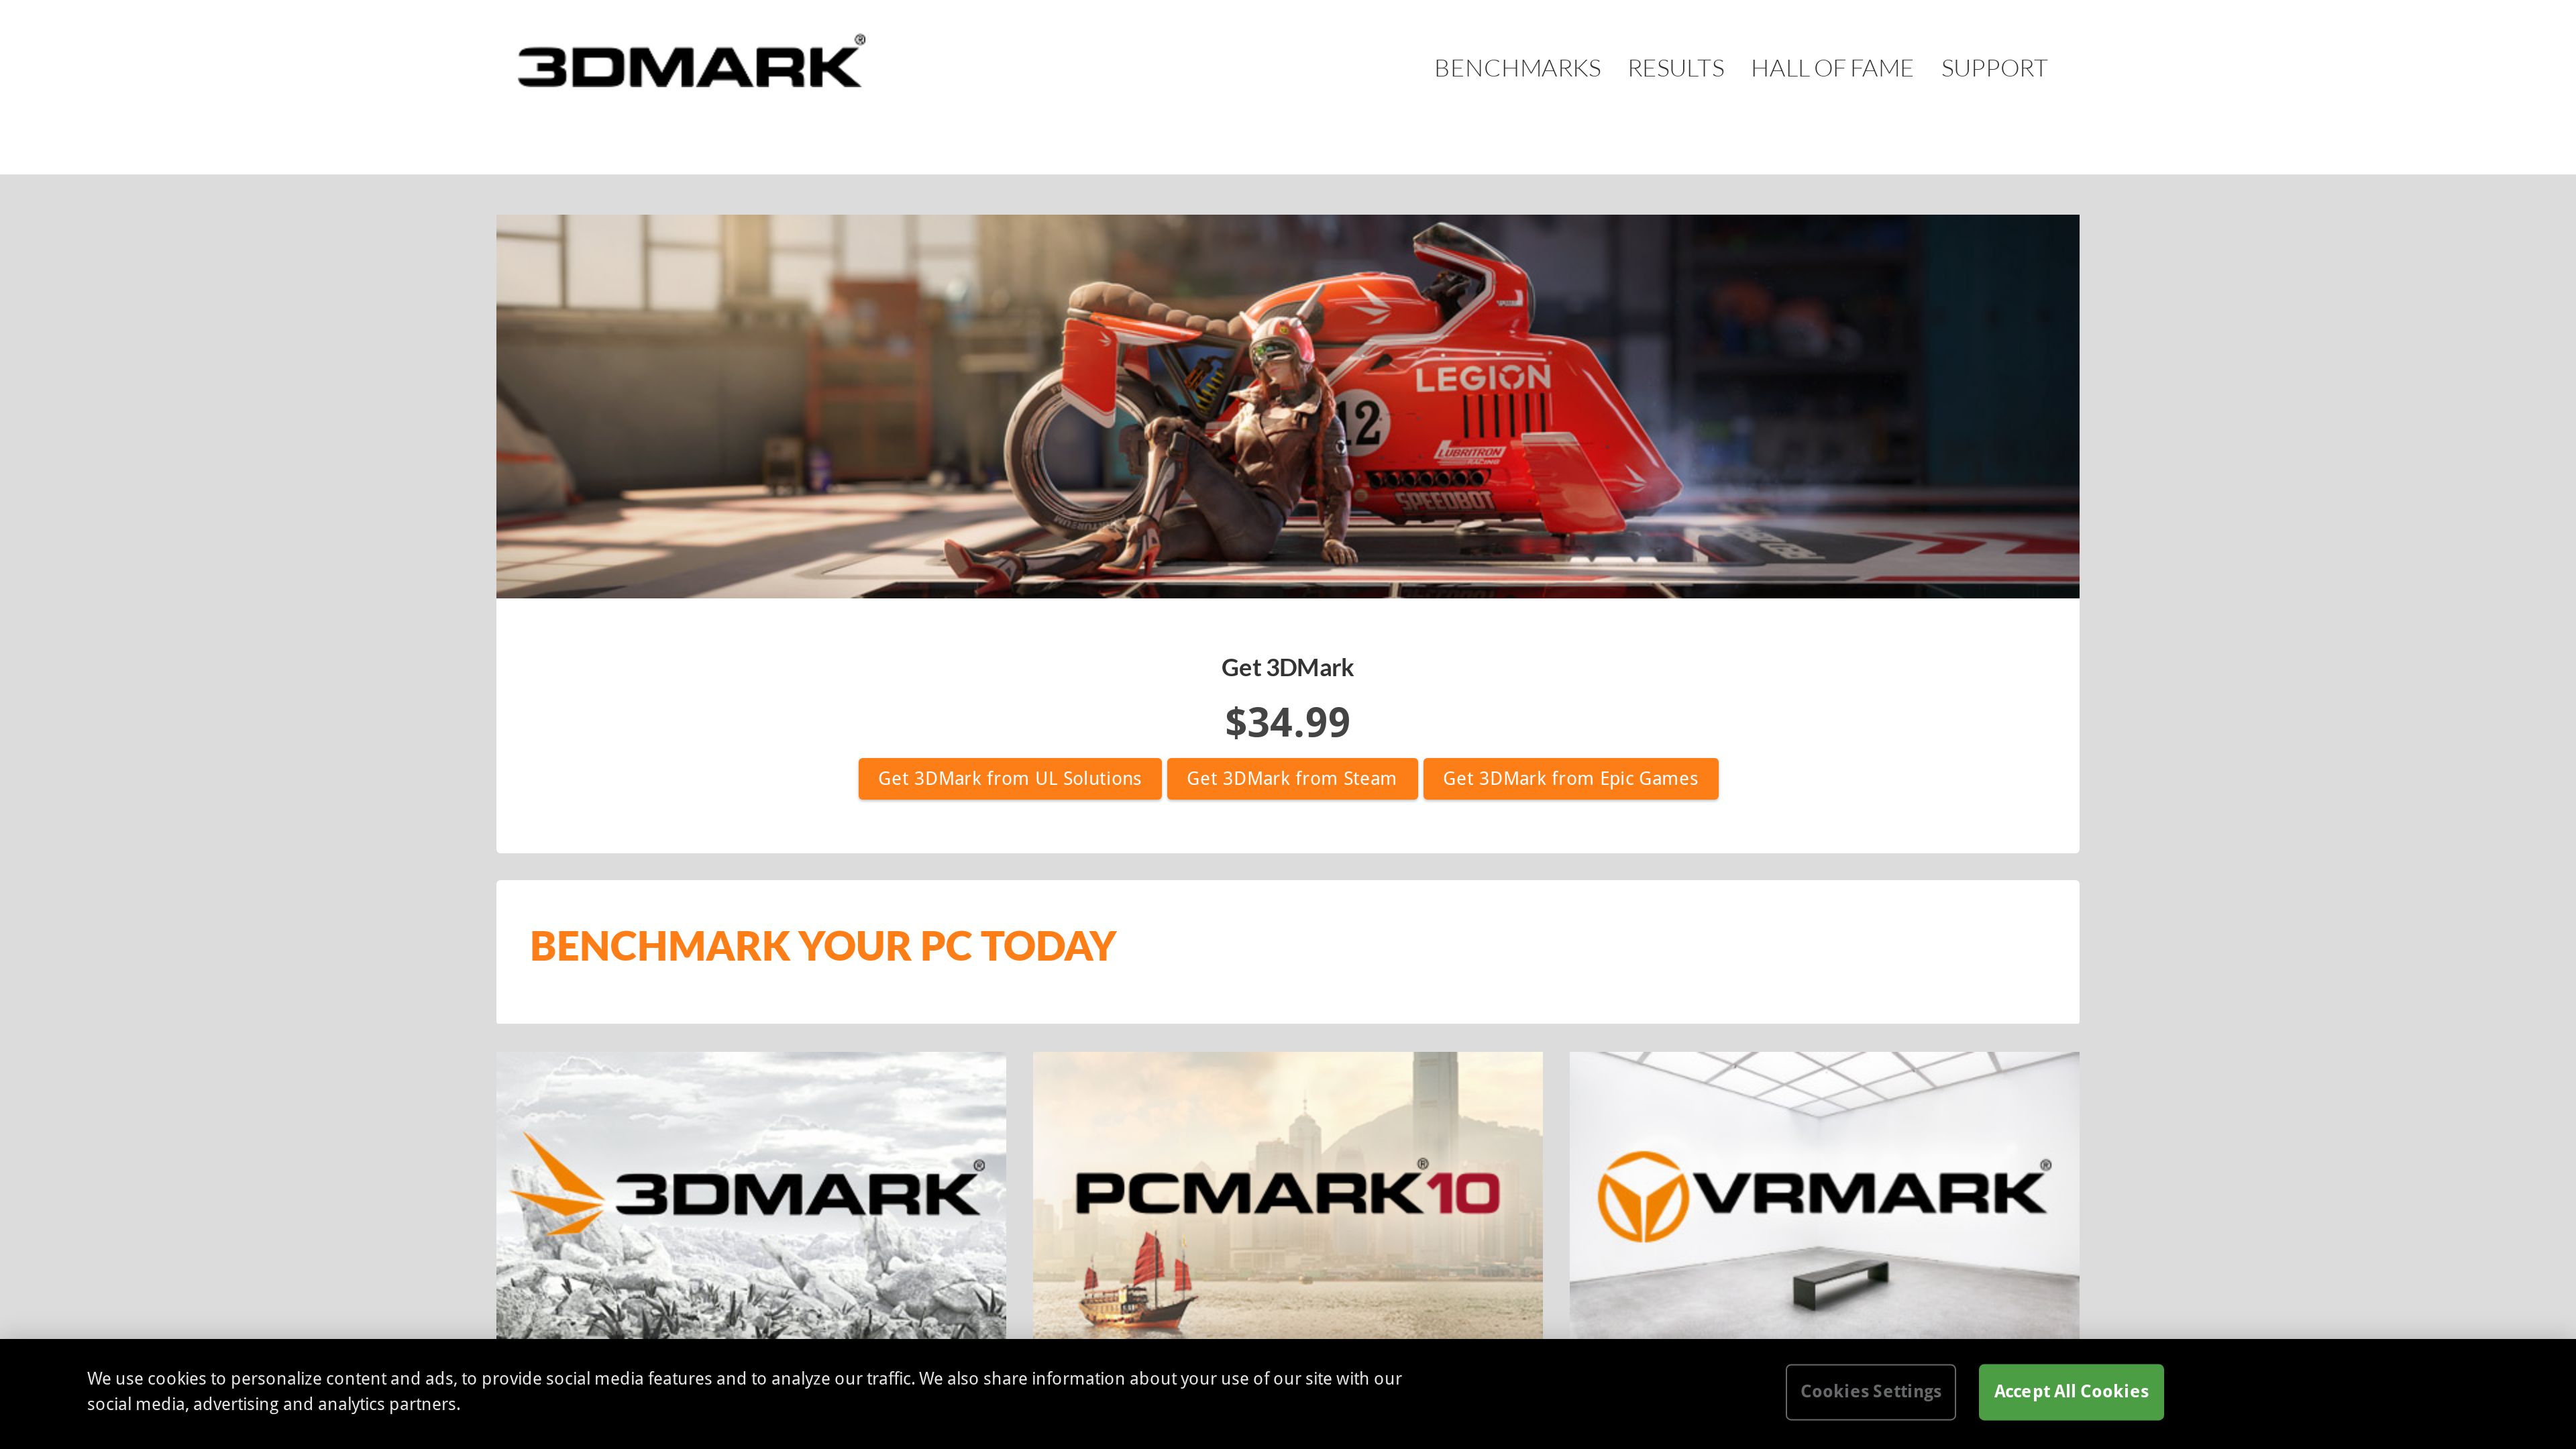 3DMARK®
BENCHMARKS RESULTS HALL OF FAME SUPPORT
LEGION
12
LUBRITRON
RACING
SPEEDBOT
Get 3DMark
$34.99
Get 3DMark from UL Solutions Get 3DMark from Steam Get 3DMark from Epic Games
BENCHMARK YOUR PC TODAY
3DMARK®
PCMARK®10
VRMARK®
We use cookies to personalize content and ads, to provide social media features and to analyze our traffic. We also share information about your use of our site with our
social media, advertising and analytics partners.
Cookies Settings
Accept All Cookies